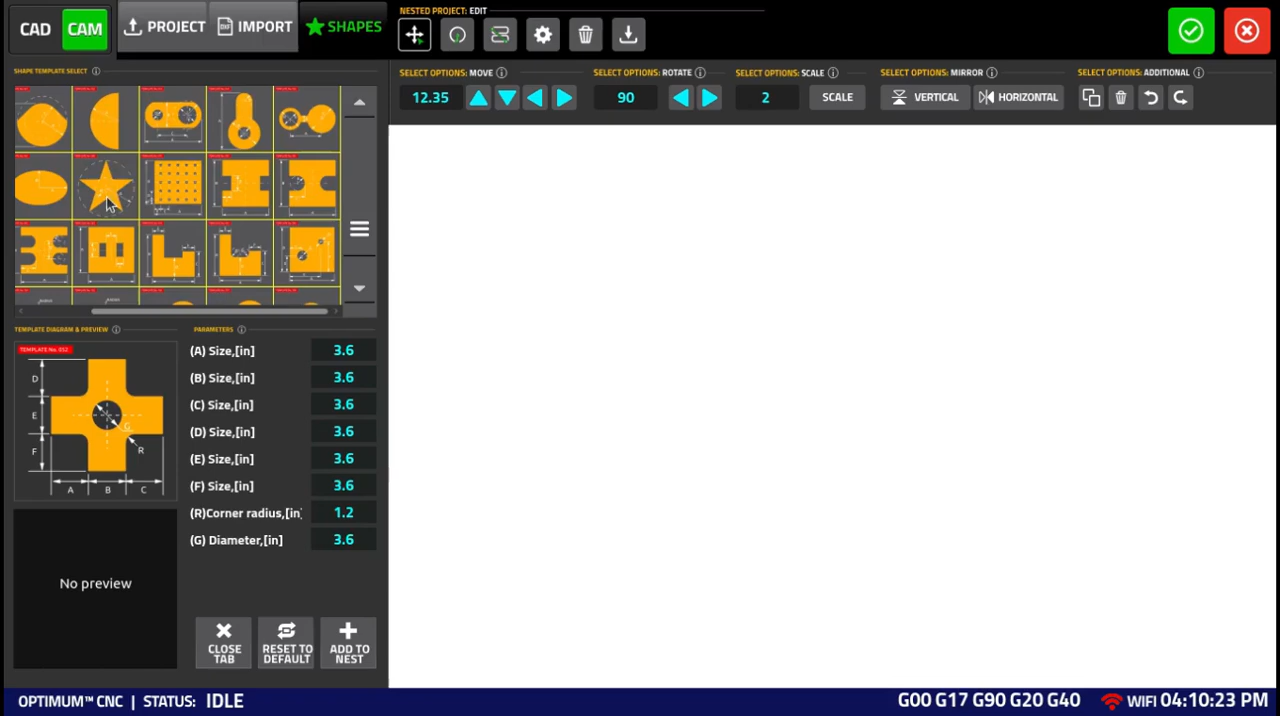 CAD
CAM
PROJECT
IMPORT
SHAPES
NESTED PROJECT: EDIT
SHAPE TEMPLATE SELECT
SELECT OPTIONS: MOVE
SELECT OPTIONS: ROTATE
SELECT OPTIONS: SCALE
SELECT OPTIONS: MIRROR
SELECT OPTIONS: ADDITIONAL
12.35
90
2
SCALE
VERTICAL
HORIZONTAL
TEMPLATE DIAGRAM & PREVIEW
PARAMETERS
TEMPLATE No. 052
D
E
F
G
R
A
B
C
(A) Size,[in] 3.6
(B) Size,[in] 3.6
(C) Size,[in] 3.6
(D) Size,[in] 3.6
(E) Size,[in] 3.6
(F) Size,[in] 3.6
(R)Corner radius,[in] 1.2
(G) Diameter,[in] 3.6
No preview
CLOSE TAB
RESET TO DEFAULT
ADD TO NEST
OPTIMUM™ CNC | STATUS: IDLE
G00 G17 G90 G20 G40
WIFI 04:10:23 PM